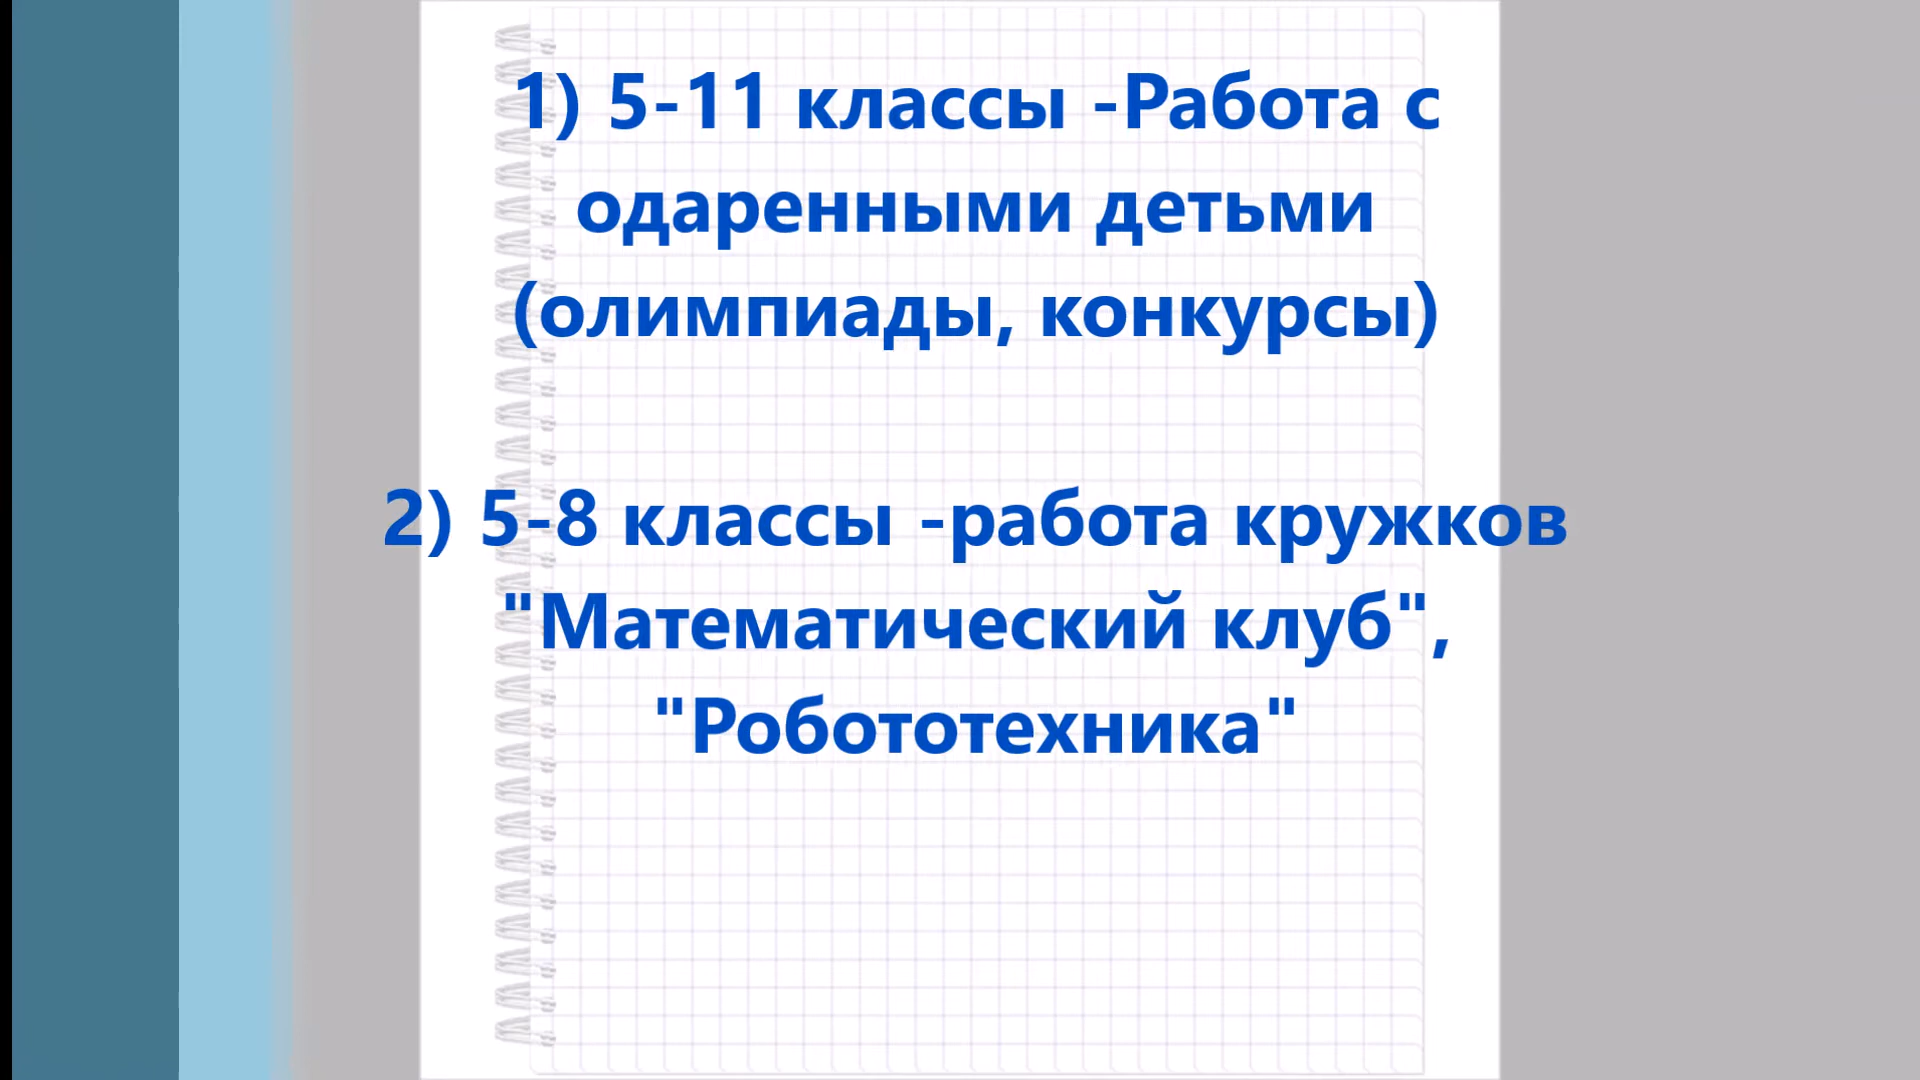 1) 5-11 классы -Работа с
одаренными детьми
(олимпиады, конкурсы)
2) 5-8 классы -работа кружков
"Математический клуб",
"Робототехника"